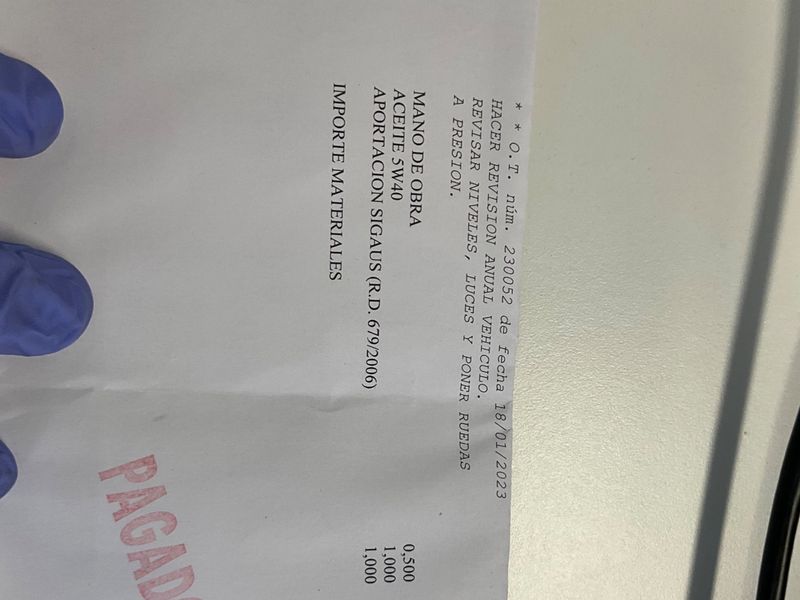 * * O.T. núm. 230052 de fecha 18/01/2023
HACER REVISION ANUAL VEHICULO.
REVISAR NIVELES, LUCES Y PONER RUEDAS
A PRESION.
MANO DE OBRA 0,500
ACEITE 5W40 1,000
APORTACION SIGAUS (R.D. 679/2006) 1,000
IMPORTE MATERIALES
PAGADO